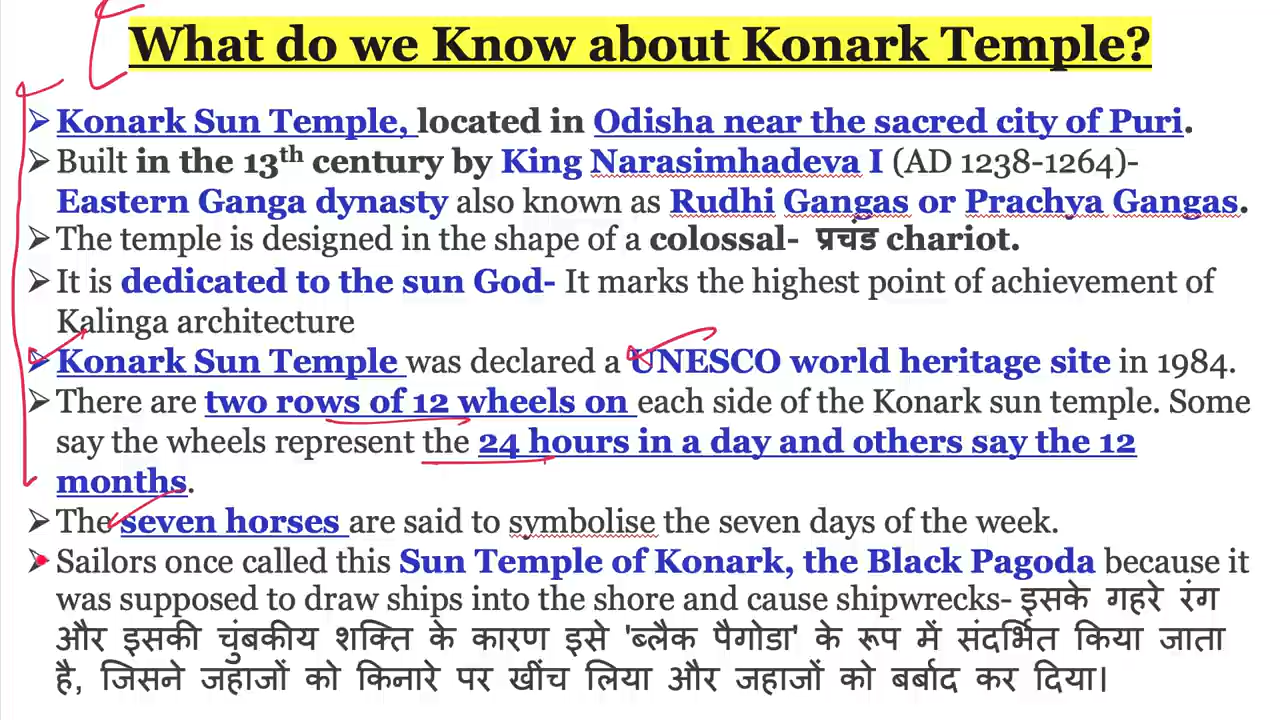 What do we Know about Konark Temple?
➢ Konark Sun Temple, located in Odisha near the sacred city of Puri.
➢ Built in the 13th century by King Narasimhadeva I (AD 1238-1264)-
Eastern Ganga dynasty also known as Rudhi Gangas or Prachya Gangas.
➢ The temple is designed in the shape of a colossal- प्रचंड chariot.
➢ It is dedicated to the sun God- It marks the highest point of achievement of
Kalinga architecture
➢ Konark Sun Temple was declared a UNESCO world heritage site in 1984.
➢ There are two rows of 12 wheels on each side of the Konark sun temple. Some
say the wheels represent the 24 hours in a day and others say the 12
months.
➢ The seven horses are said to symbolise the seven days of the week.
➢ Sailors once called this Sun Temple of Konark, the Black Pagoda because it
was supposed to draw ships into the shore and cause shipwrecks- इसके गहरे रंग
और इसकी चुंबकीय शक्ति के कारण इसे 'ब्लैक पैगोडा' के रूप में संदर्भित किया जाता
है, जिसने जहाजों को किनारे पर खींच लिया और जहाजों को बर्बाद कर दिया।